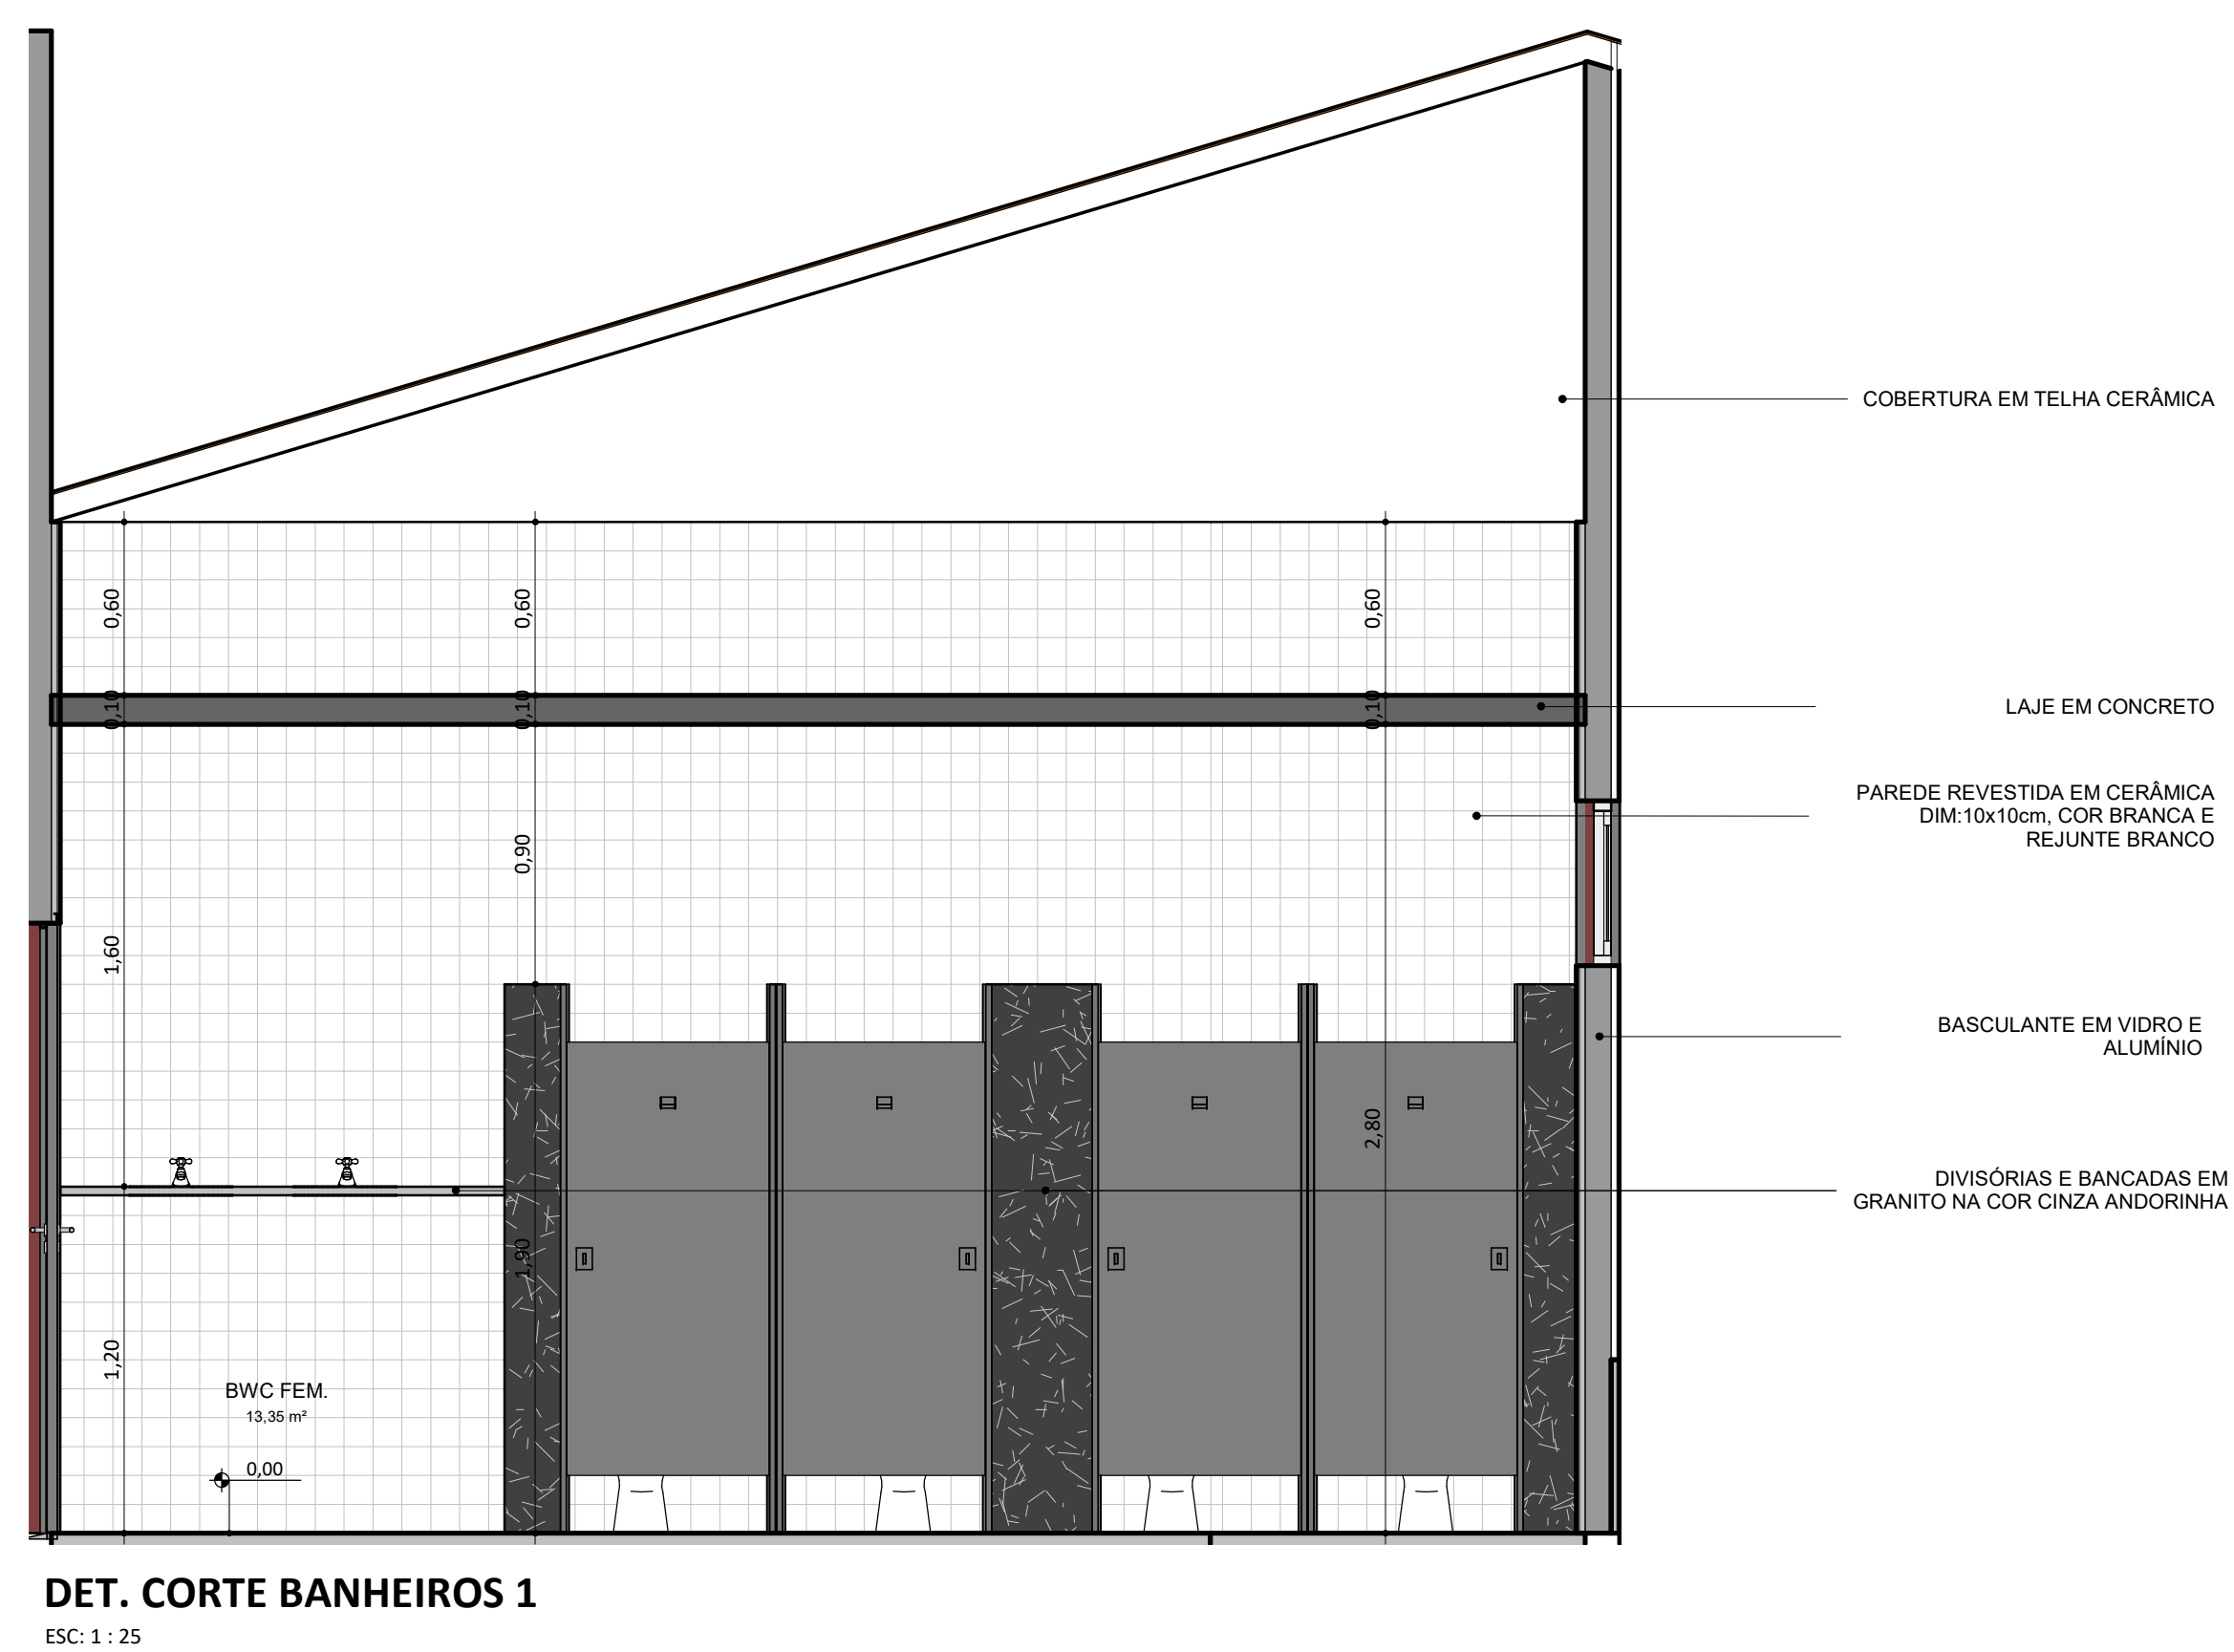 COBERTURA EM TELHA CERÂMICA
0,60
0,60
0,60
0,10
0,10
0,10
LAJE EM CONCRETO
PAREDE REVESTIDA EM CERÂMICA
DIM:10x10cm, COR BRANCA E
REJUNTE BRANCO
0,90
1,60
BASCULANTE EM VIDRO E
ALUMÍNIO
2,80
DIVISÓRIAS E BANCADAS EM
GRANITO NA COR CINZA ANDORINHA
1,90
1,20
BWC FEM.
13,35 m²
0,00
DET. CORTE BANHEIROS 1
ESC: 1 : 25